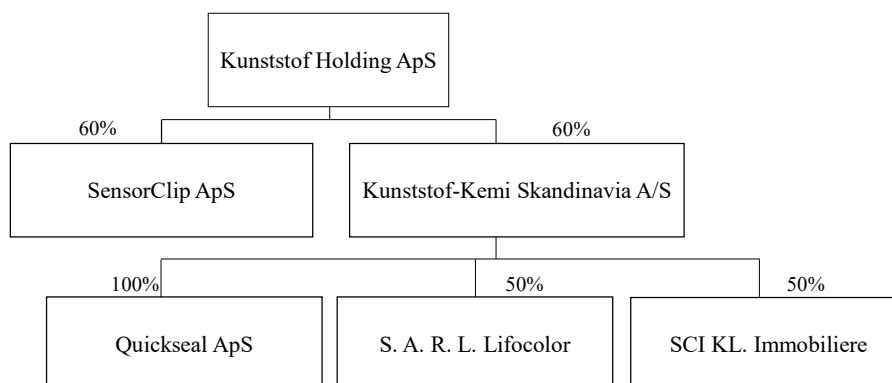 Kunststof Holding ApS
60%
60%
SensorClip ApS
Kunststof-Kemi Skandinavia A/S
100%
50%
50%
Quickseal ApS
S. A. R. L. Lifocolor
SCI KL. Immobiliere